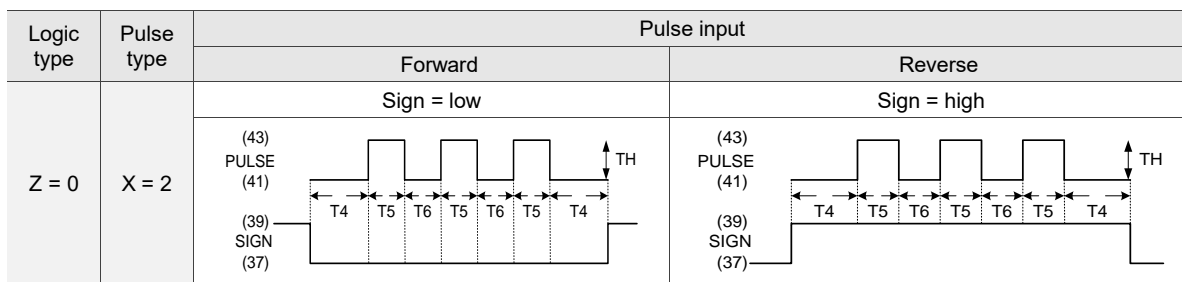 Logic type
Pulse type
Pulse input
Forward
Reverse
Z = 0
X = 2
Sign = low
Sign = high
(43)
PULSE
(41)
TH
T4 T5 T6 T5 T6 T5 T4
(39)
SIGN
(37)
(43)
PULSE
(41)
TH
T4 T5 T6 T5 T6 T5 T4
(39)
SIGN
(37)